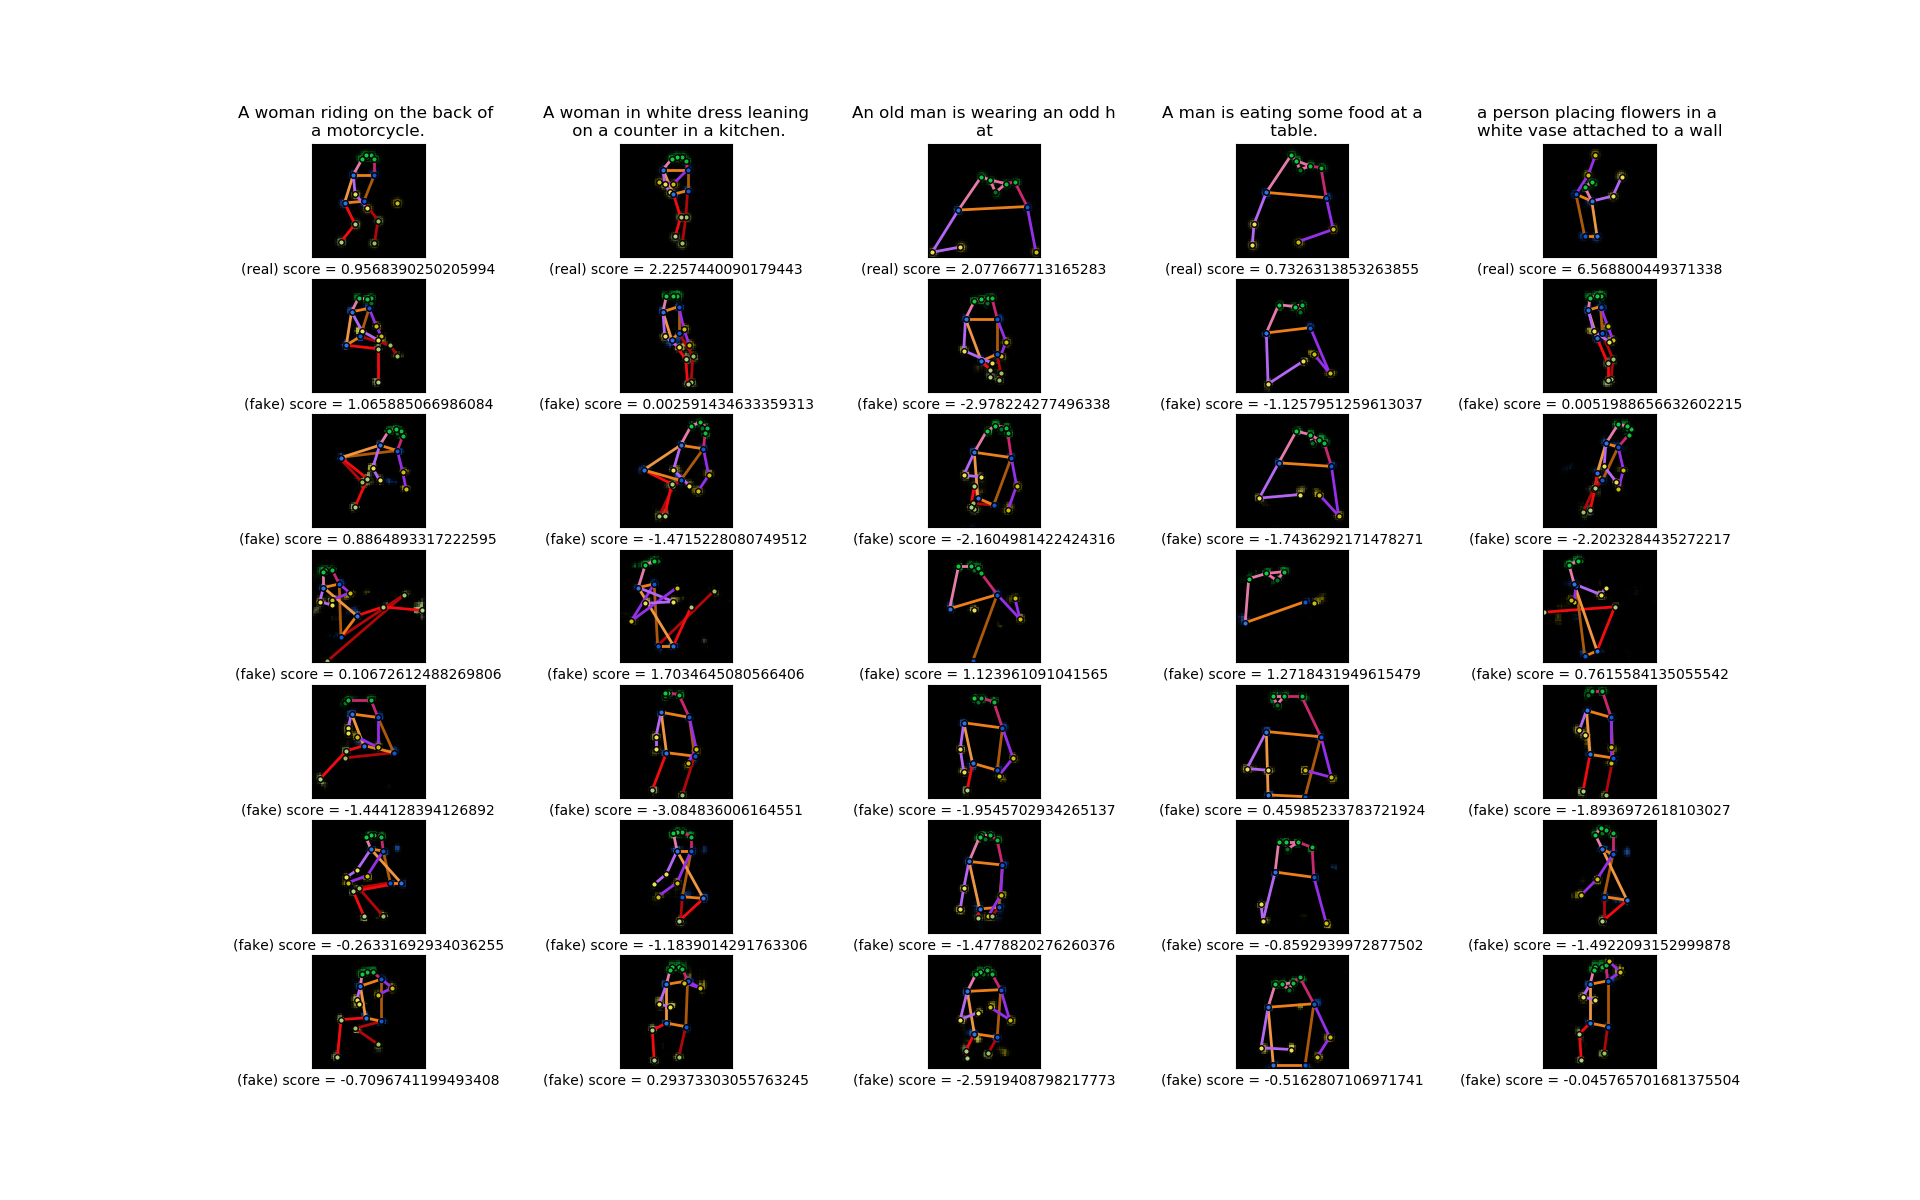 A woman riding on the back of
a motorcycle.
A woman in white dress leaning
on a counter in a kitchen.
An old man is wearing an odd h
at
A man is eating some food at a
table.
a person placing flowers in a
white vase attached to a wall
(real) score = 0.9568390250205994
(real) score = 2.2257440090179443
(real) score = 2.077667713165283
(real) score = 0.7326313853263855
(real) score = 6.568800449371338
(fake) score = 1.065885066986084
(fake) score = 0.002591434633359313
(fake) score = -2.978224277496338
(fake) score = -1.1257951259613037
(fake) score = 0.0051988656632602215
(fake) score = 0.8864893317222595
(fake) score = -1.4715228080749512
(fake) score = -2.1604981422424316
(fake) score = -1.7436292171478271
(fake) score = -2.2023284435272217
(fake) score = 0.10672612488269806
(fake) score = 1.7034645080566406
(fake) score = 1.123961091041565
(fake) score = 1.2718431949615479
(fake) score = 0.7615584135055542
(fake) score = -1.444128394126892
(fake) score = -3.084836006164551
(fake) score = -1.9545702934265137
(fake) score = 0.45985233783721924
(fake) score = -1.8936972618103027
(fake) score = -0.26331692934036255
(fake) score = -1.1839014291763306
(fake) score = -1.4778820276260376
(fake) score = -0.8592939972877502
(fake) score = -1.4922093152999878
(fake) score = -0.7096741199493408
(fake) score = 0.29373303055763245
(fake) score = -2.5919408798217773
(fake) score = -0.5162807106971741
(fake) score = -0.045765701681375504